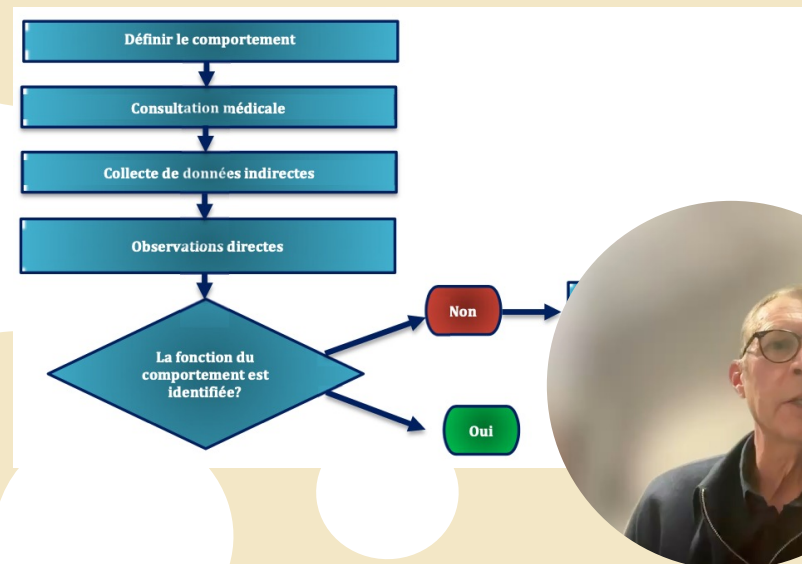 Définir le comportement
Consultation médicale
Collecte de données indirectes
Observations directes
La fonction du
comportement est
identifiée?
Non
Oui